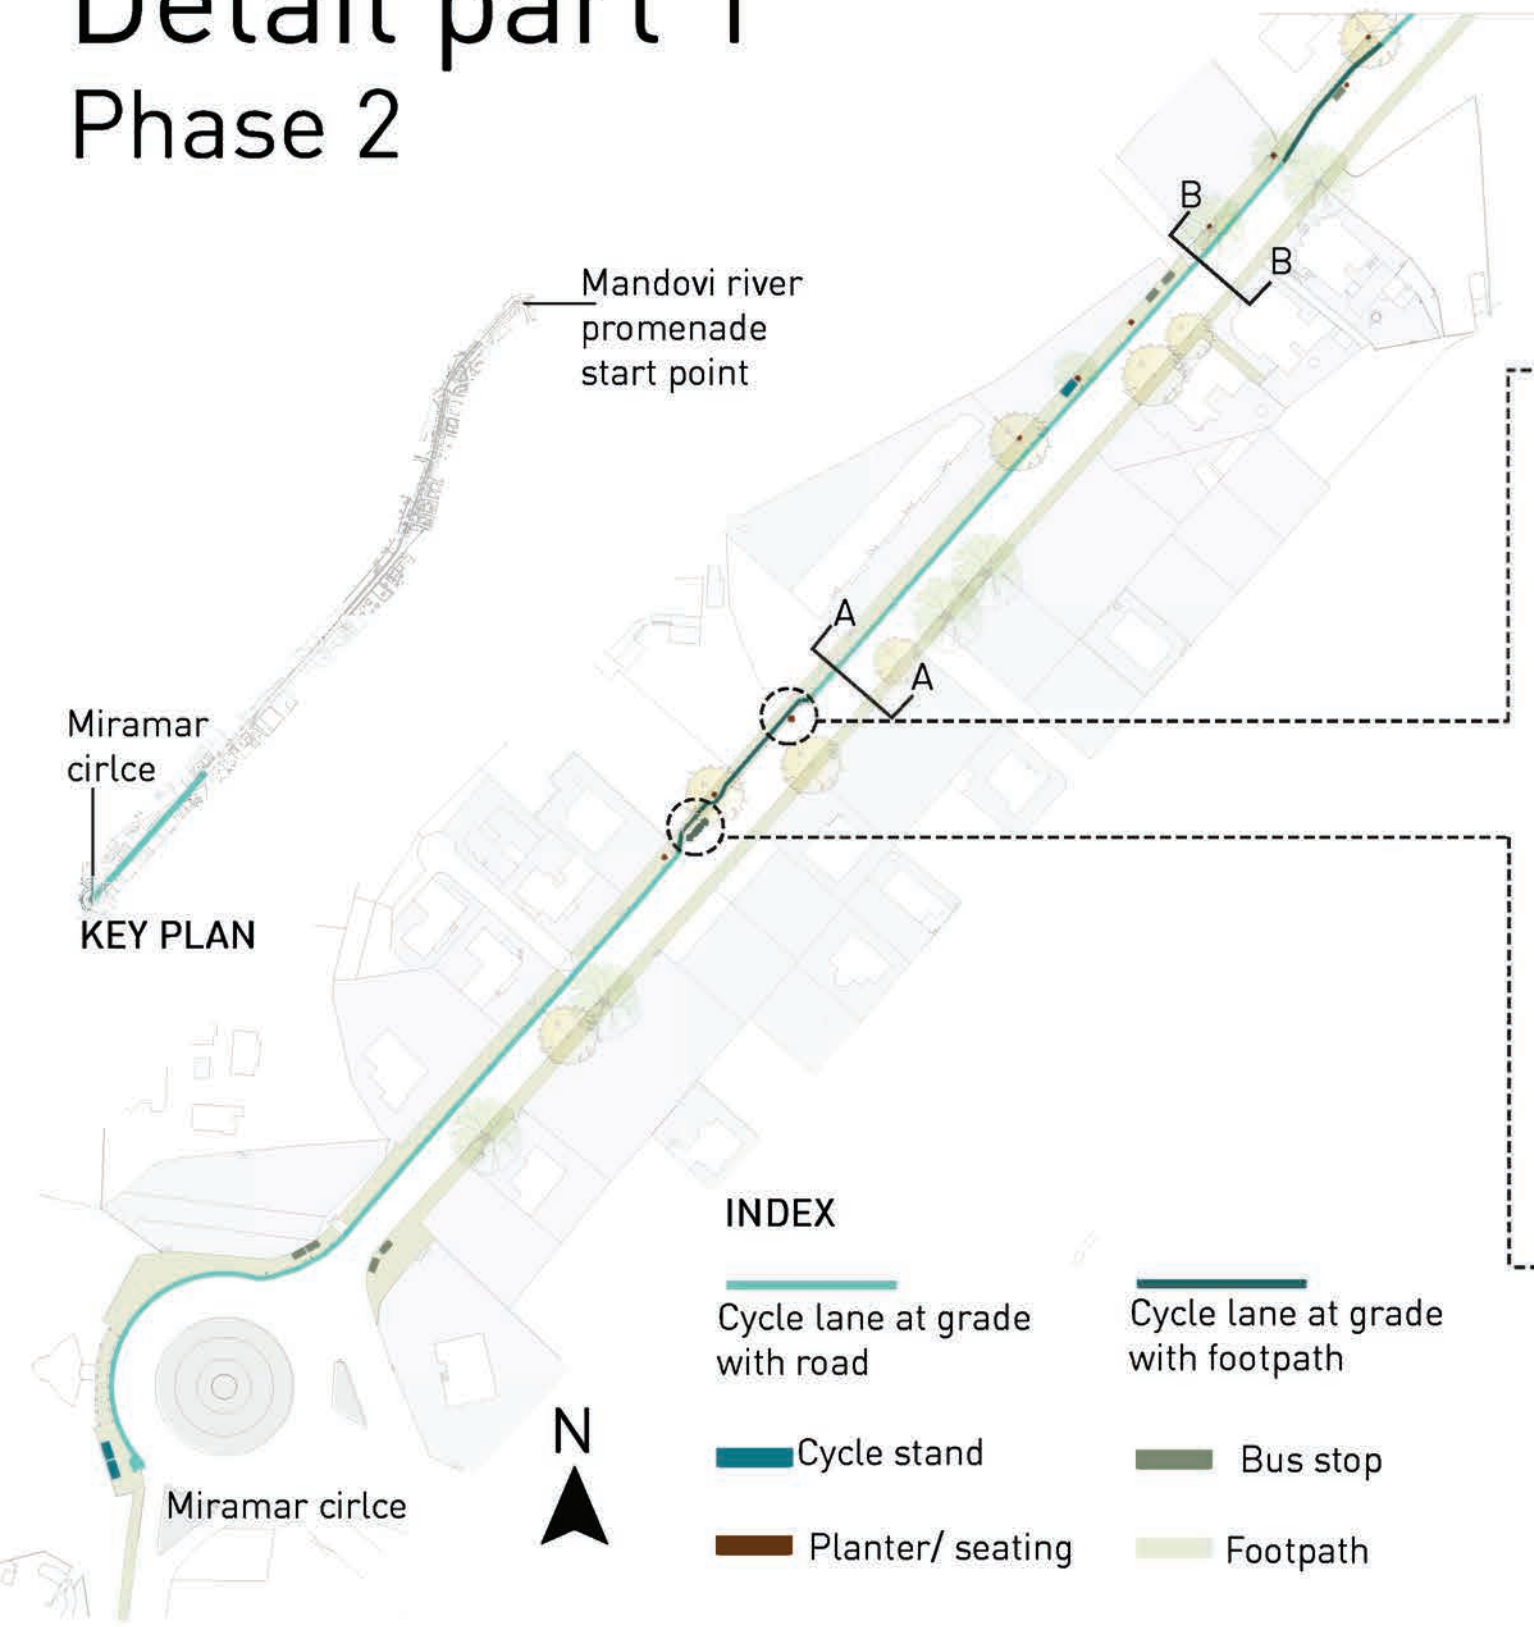 Detail part 1
Phase 2
B
B
Mandovi river
promenade
start point
A
A
Miramar
cirlce
KEY PLAN
INDEX
Cycle lane at grade
with road
Cycle lane at grade
with footpath
N
Cycle stand
Bus stop
Miramar cirlce
Planter/ seating
Footpath